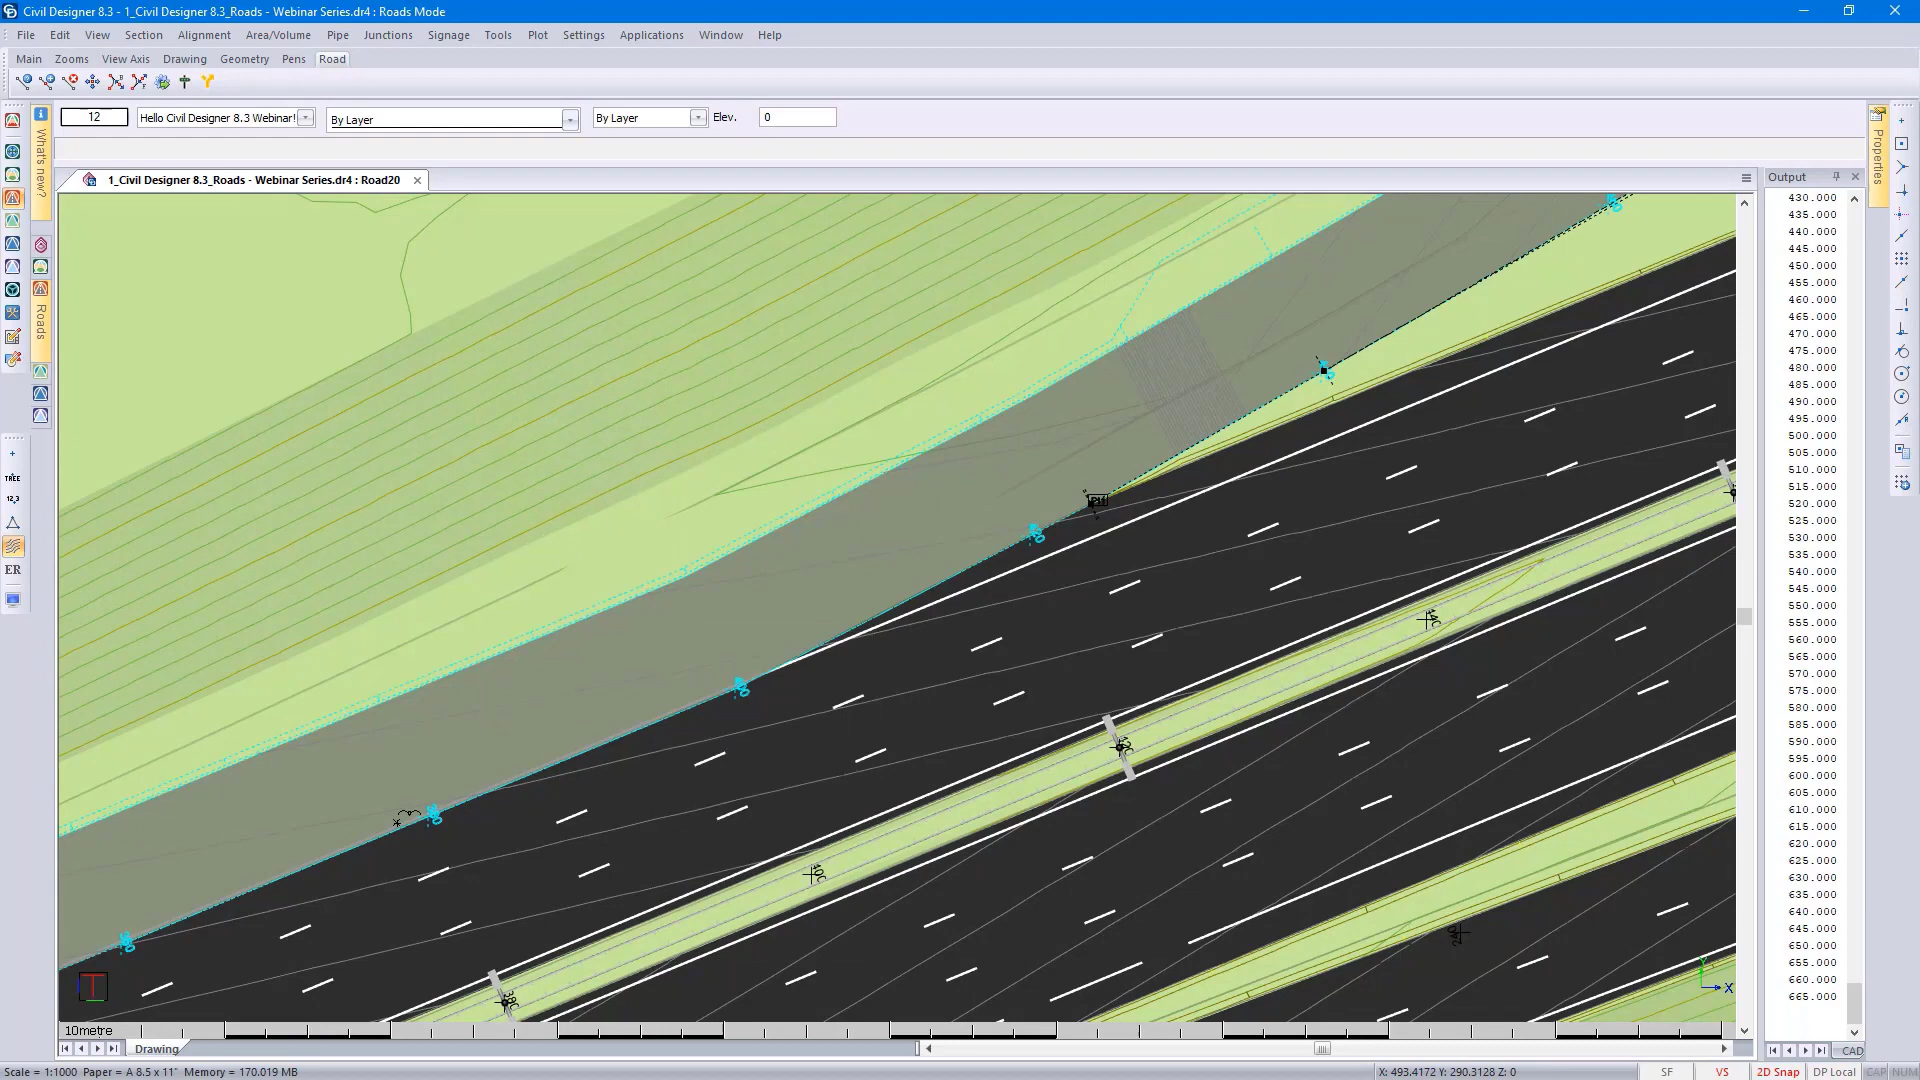 Civil Designer 8.3 - 1_Civil Designer 8.3_Roads - Webinar Series.dr4 : Roads Mode
File Edit View Section Alignment Area/Volume Pipe Junctions Signage Tools Plot Settings Applications Window Help
Main Zooms View Axis Drawing Geometry Pens Road
12 Hello Civil Designer 8.3 Webinar! By Layer By Layer Elev. 0
What's new?
Roads
TREE
12.3
ER
1_Civil Designer 8.3_Roads - Webinar Series.dr4 : Road20
Output
Properties
430.000
435.000
440.000
445.000
450.000
455.000
460.000
465.000
470.000
475.000
480.000
485.000
490.000
495.000
500.000
505.000
510.000
515.000
520.000
525.000
530.000
535.000
540.000
545.000
550.000
555.000
560.000
565.000
570.000
575.000
580.000
585.000
590.000
595.000
600.000
605.000
610.000
615.000
620.000
625.000
630.000
635.000
640.000
645.000
650.000
655.000
660.000
665.000
Y
X
10metre
Drawing
CAD
Scale = 1:1000 Paper = A 8.5 x 11" Memory = 170.019 MB X: 493.4172 Y: 290.3128 Z: 0 SF VS 2D Snap DP Local CAP NUM